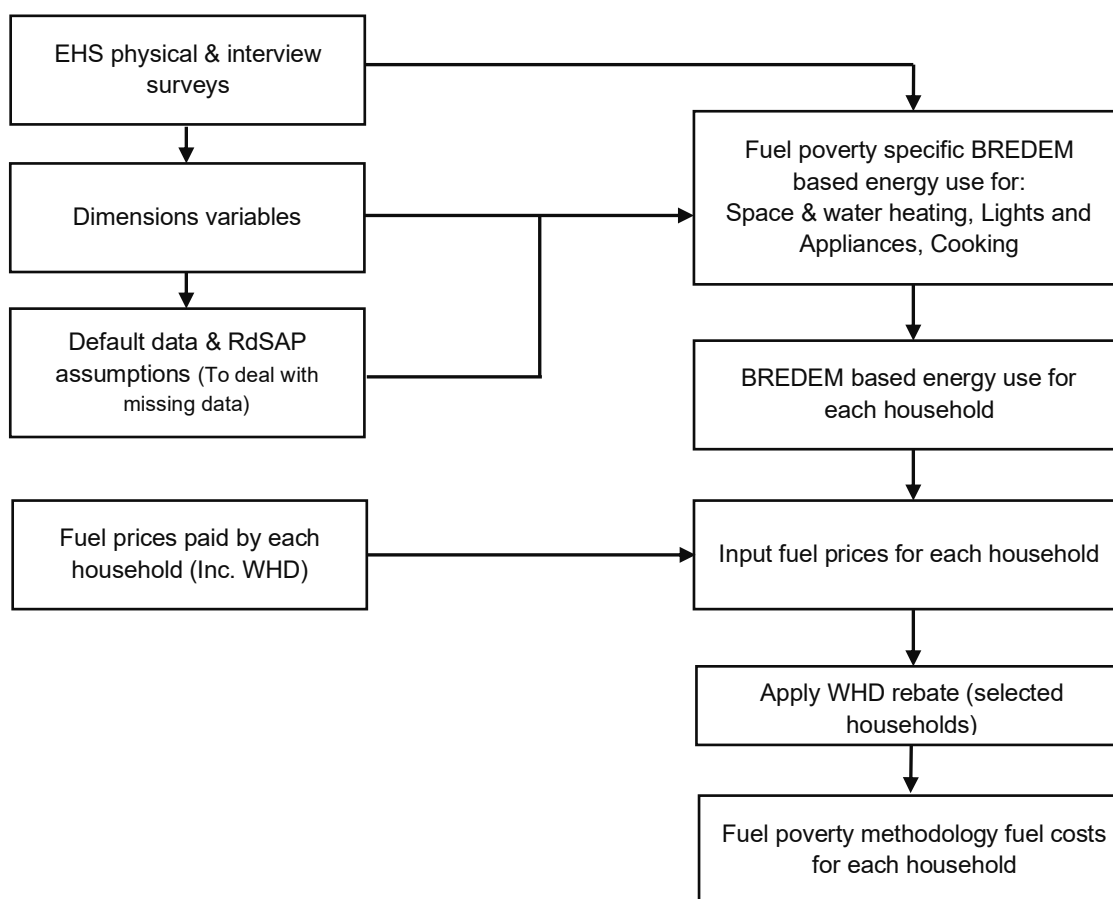 EHS physical & interview
surveys
Dimensions variables
Default data & RdSAP
assumptions (To deal with
missing data)
Fuel prices paid by each
household (Inc. WHD)
Fuel poverty specific BREDEM
based energy use for:
Space & water heating, Lights and
Appliances, Cooking
BREDEM based energy use for
each household
Input fuel prices for each household
Apply WHD rebate (selected
households)
Fuel poverty methodology fuel costs
for each household